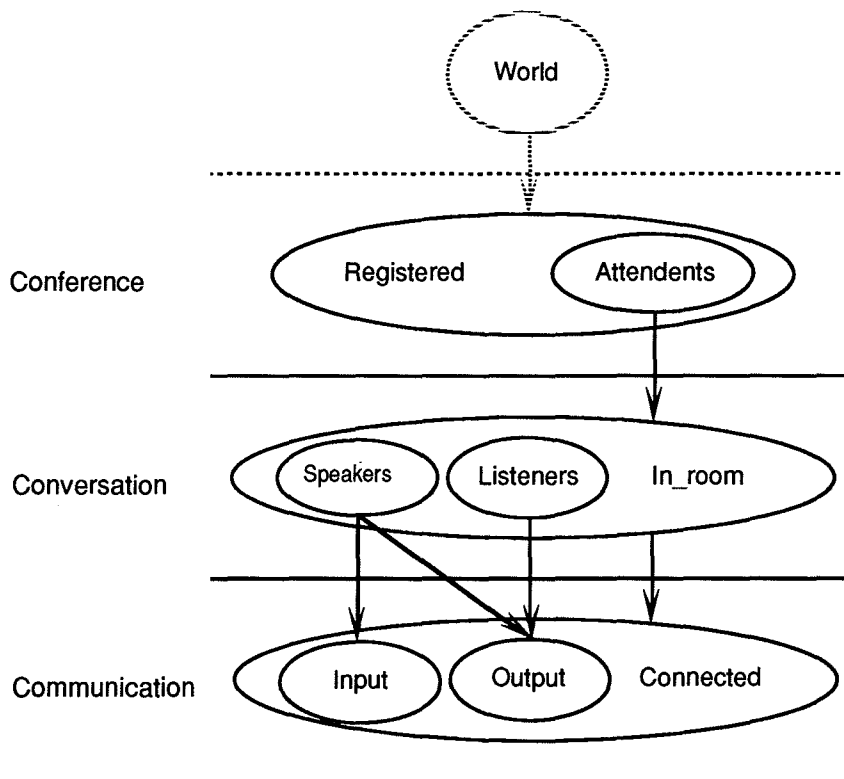 World
Conference
Registered
Attendents
Conversation
Speakers
Listeners
In_room
Communication
Input
Output
Connected